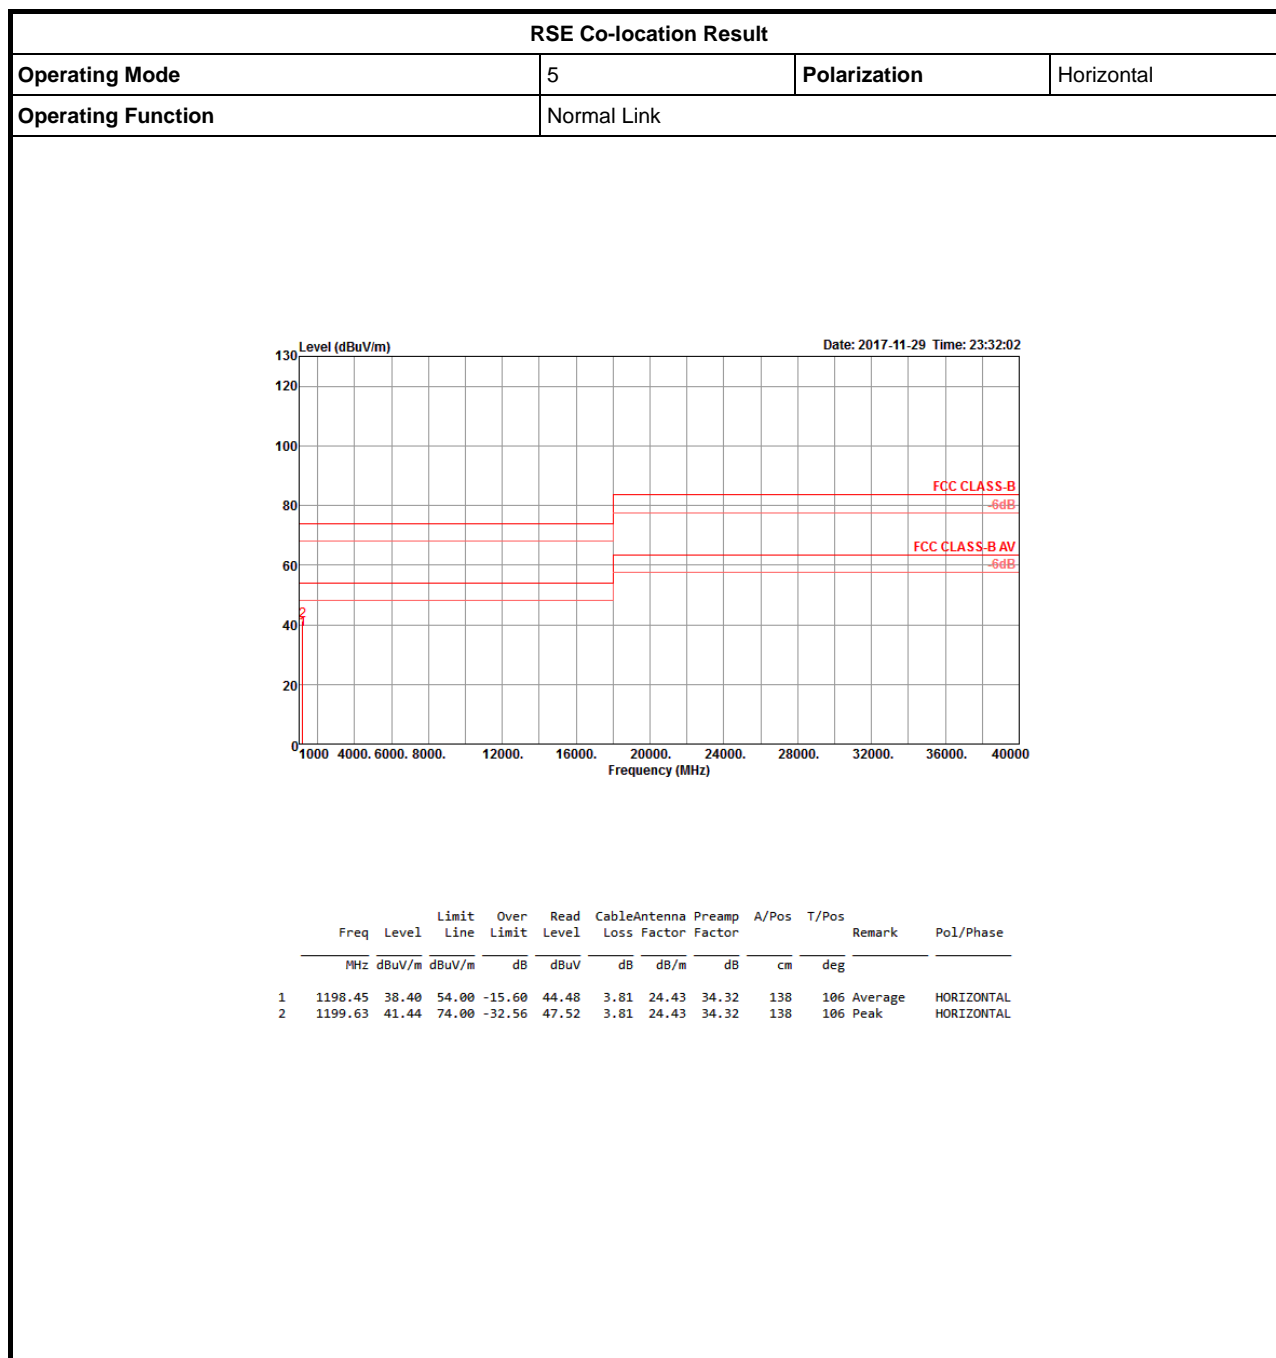 RSE Co-location Result
Operating Mode 5 Polarization Horizontal
Operating Function Normal Link
Level (dBuV/m) Date: 2017-11-29 Time: 23:32:02
130
120
100
FCC CLASS-B
80 -6dB
FCC CLASS-B AV
60 -6dB
2
40
20
0
1000 4000. 6000. 8000. 12000. 16000. 20000. 24000. 28000. 32000. 36000. 40000
Frequency (MHz)
Limit Over Read CableAntenna Preamp A/Pos T/Pos
Freq Level Line Limit Level Loss Factor Factor Remark Pol/Phase
MHz dBuV/m dBuV/m dB dBuV dB dB/m dB cm deg
1 1198.45 38.40 54.00 -15.60 44.48 3.81 24.43 34.32 138 106 Average HORIZONTAL
2 1199.63 41.44 74.00 -32.56 47.52 3.81 24.43 34.32 138 106 Peak HORIZONTAL